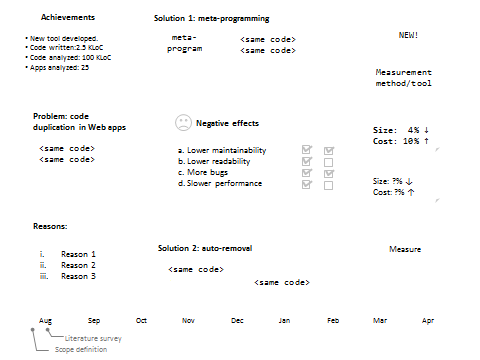 Achievements
• New tool developed.
• Code written:2.5 KLoC
• Code analyzed: 100 KLoC
• Apps analyzed: 25
Solution 1: meta-programming
meta-
program
<same code>
<same code>
NEW!
Measurement
method/tool
Problem: code
duplication in Web apps
<same code>
<same code>
Negative effects
a. Lower maintainability
b. Lower readability
c. More bugs
d. Slower performance
Size: 4% ↓
Cost: 10% ↑
Size: ?% ↓
Cost: ?% ↑
Reasons:
i. Reason 1
ii. Reason 2
iii. Reason 3
Solution 2: auto-removal
<same code>
<same code>
Measure
Aug Sep Oct Nov Dec Jan Feb Mar Apr
Literature survey
Scope definition